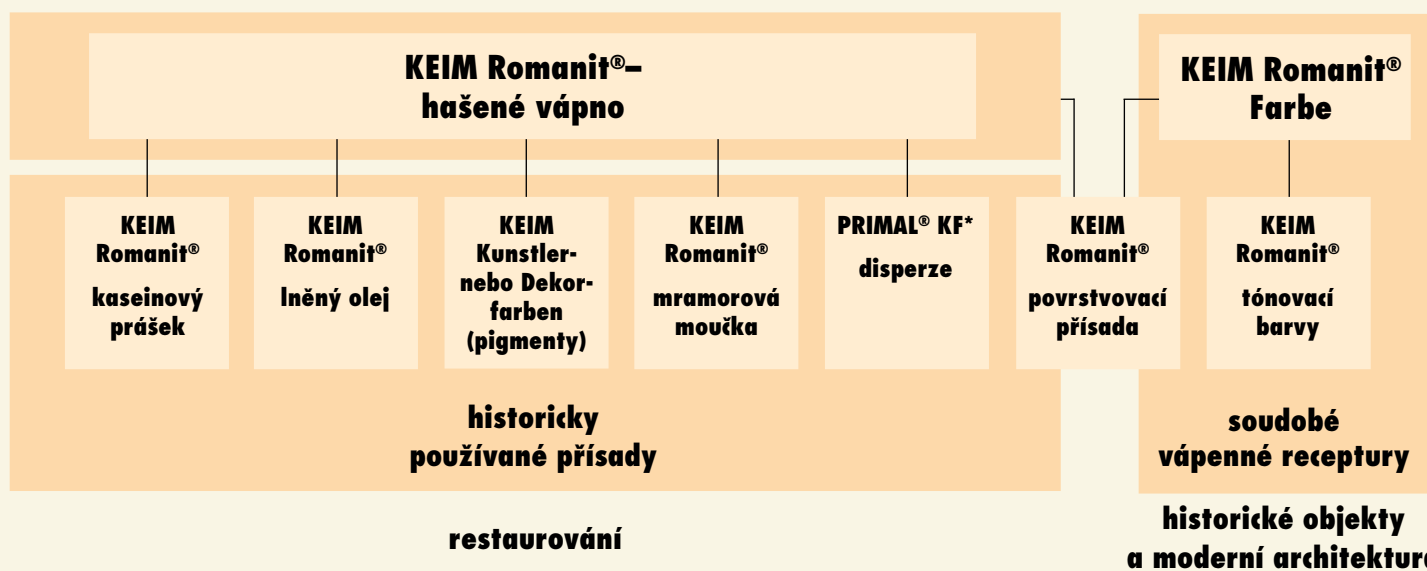 KEIM Romanit®–
hašené vápno
KEIM Romanit®
Farbe
KEIM
Romanit®
kaseinový
prášek
KEIM
Romanit®
lněný olej
KEIM
Kunstler-
nebo Dekor-
farben
(pigmenty)
KEIM
Romanit®
mramorová
moučka
PRIMAL® KF*
disperze
KEIM
Romanit®
povrstvovací
přísada
KEIM
Romanit®
tónovací
barvy
historicky
používané přísady
soudobé
vápenné receptury
restaurování
historické objekty
a moderní architektura